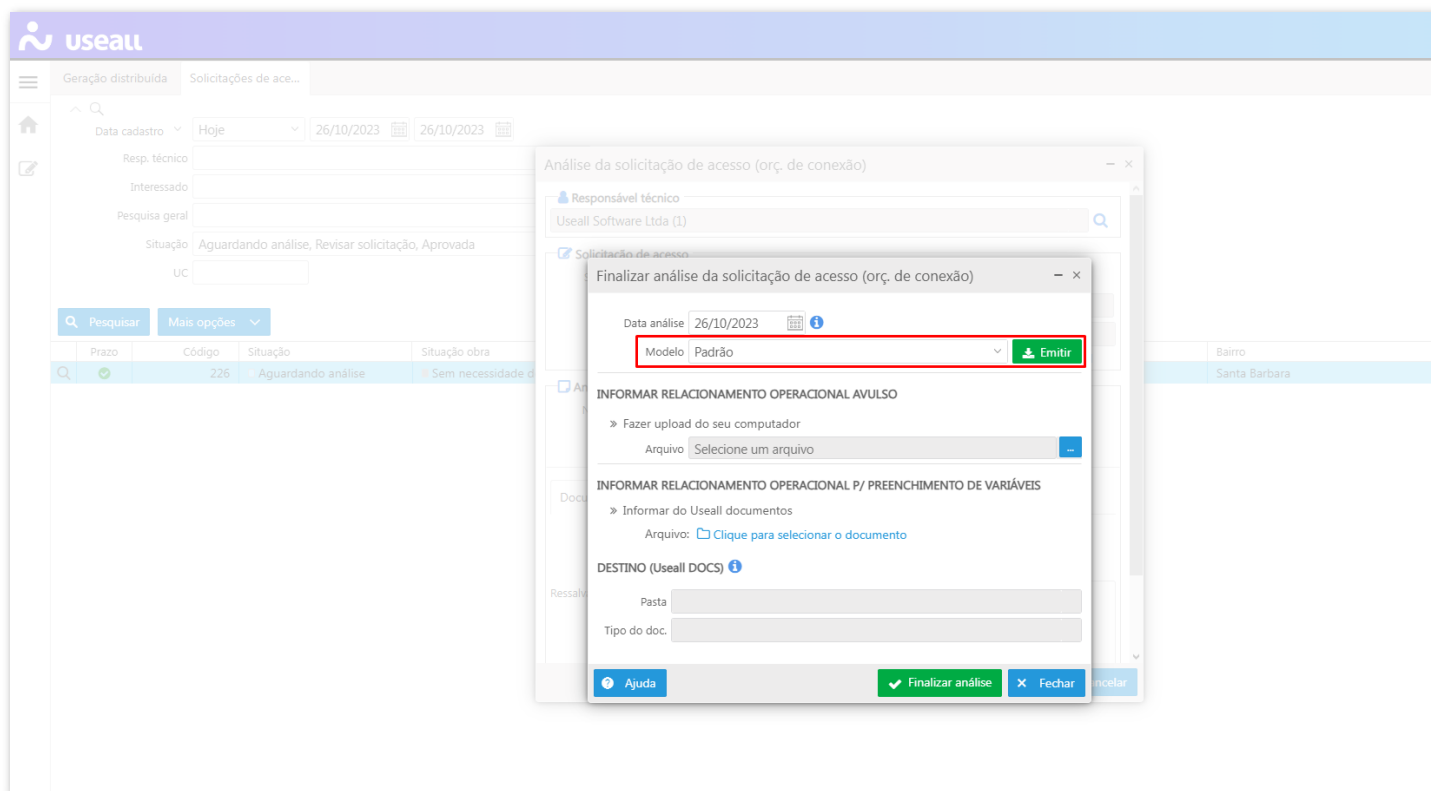 useall
Geração distribuída Solicitações de ace...
Data cadastro Hoje 26/10/2023 26/10/2023
Resp. técnico
Interessado
Pesquisa geral
Situação Aguardando análise, Revisar solicitação, Aprovada
UC
Pesquisar Mais opções
Prazo Código Situação Situação obra Bairro
226 Aguardando análise Sem necessidade d Santa Barbara
Análise da solicitação de acesso (orç. de conexão)
Responsável técnico
Useall Software Ltda (1)
Solicitação de acesso
Finalizar análise da solicitação de acesso (orç. de conexão)
Data análise 26/10/2023
Modelo Padrão Emitir
INFORMAR RELACIONAMENTO OPERACIONAL AVULSO
» Fazer upload do seu computador
Arquivo Selecione um arquivo ...
INFORMAR RELACIONAMENTO OPERACIONAL P/ PREENCHIMENTO DE VARIÁVEIS
» Informar do Useall documentos
Arquivo: Clique para selecionar o documento
DESTINO (Useall DOCS)
Pasta
Tipo do doc.
Ajuda Finalizar análise Fechar
An
Docu
Ressalv
ncelar